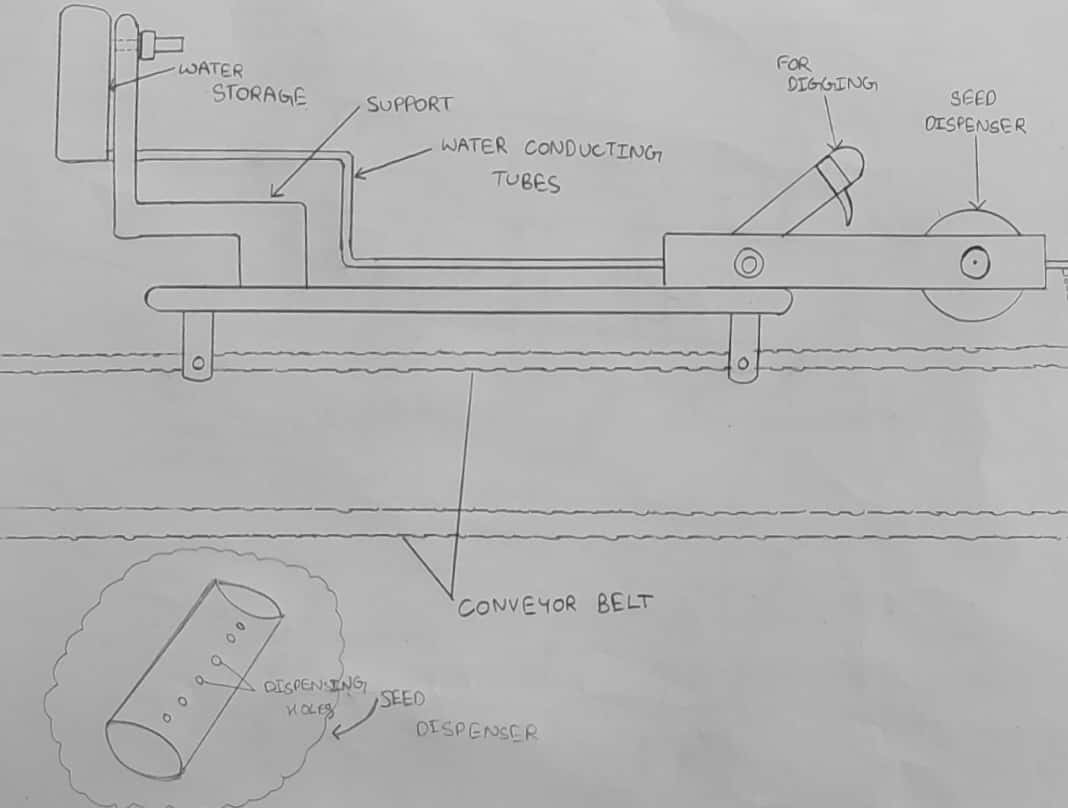 WATER
STORAGE
SUPPORT
WATER CONDUCTING
TUBES
FOR
DIGGING
SEED
DISPENSER
CONVEYOR BELT
DISPENSING
HOLES
SEED
DISPENSER